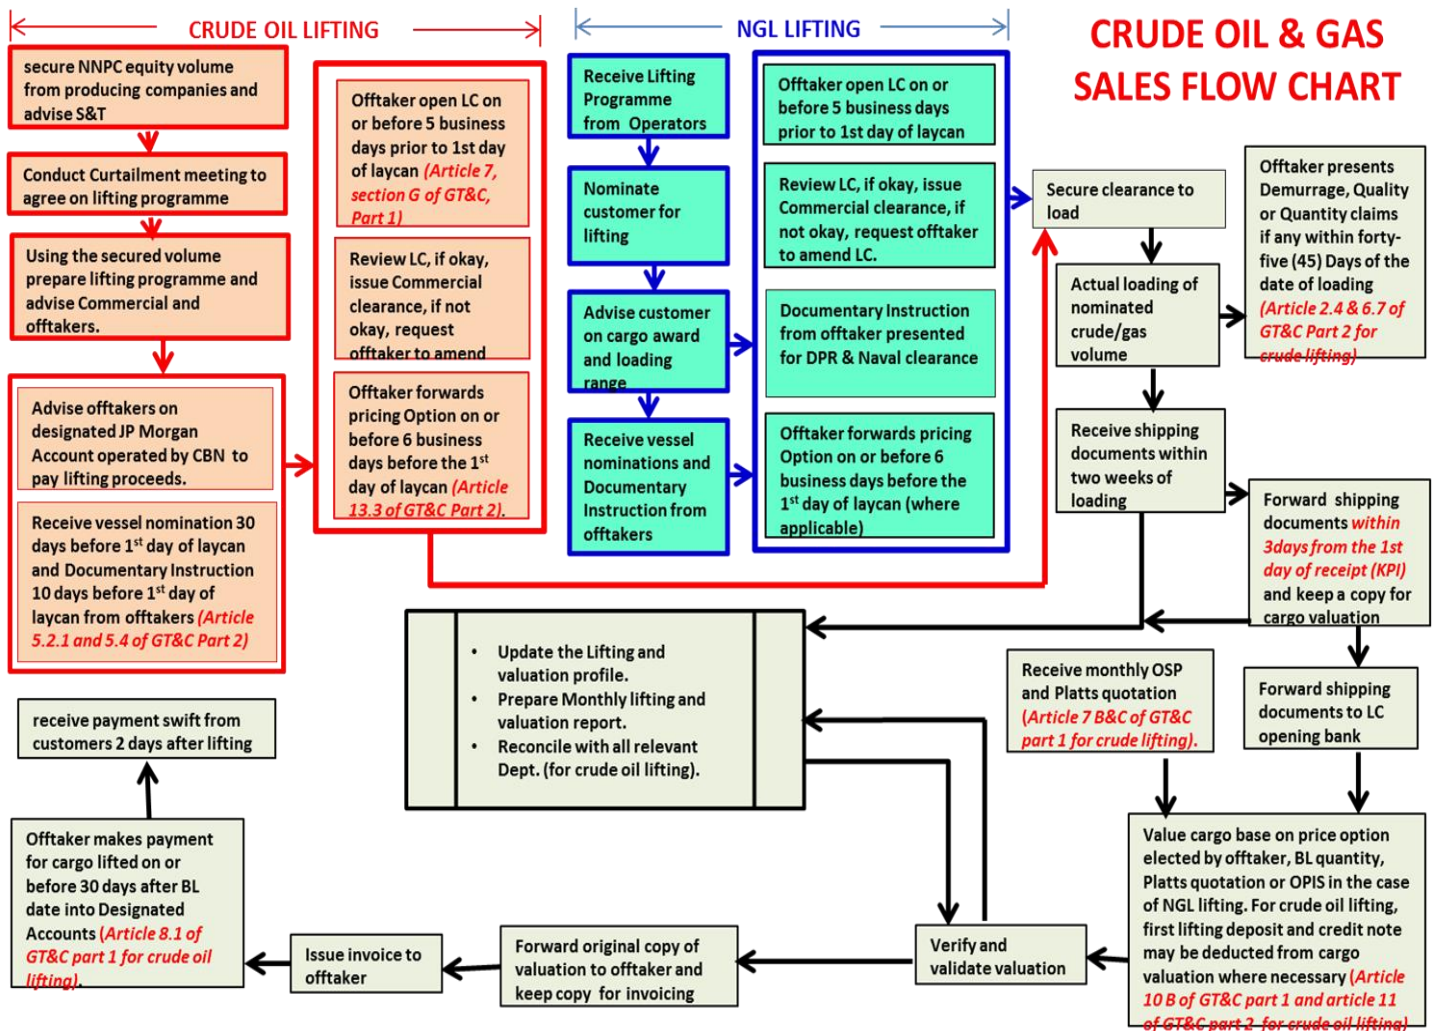 CRUDE OIL LIFTING
NGL LIFTING
CRUDE OIL & GAS
SALES FLOW CHART
secure NNPC equity volume
from producing companies and
advise S&T
Conduct Curtailment meeting to
agree on lifting programme
Using the secured volume
prepare lifting programme and
advise Commercial and
offtakers.
Advise offtakers on
designated JP Morgan
Account operated by CBN to
pay lifting proceeds.
Receive vessel nomination 30
days before 1st day of laycan
and Documentary Instruction
10 days before 1st day of
laycan from offtakers (Article
5.2.1 and 5.4 of GT&C Part 2)
Offtaker open LC on
or before 5 business
days prior to 1st day
of laycan (Article 7,
section G of GT&C,
Part 1)
Review LC, if okay,
issue Commercial
clearance, if not
okay, request
offtaker to amend
Offtaker forwards
pricing Option on or
before 6 business
days before the 1st
day of laycan (Article
13.3 of GT&C Part 2).
Receive Lifting
Programme
from Operators
Nominate
customer for
lifting
Advise customer
on cargo award
and loading
range
Receive vessel
nominations and
Documentary
Instruction from
offtakers
Offtaker open LC on or
before 5 business days
prior to 1st day of laycan
Review LC, if okay, issue
Commercial clearance, if
not okay, request offtaker
to amend LC.
Documentary Instruction
from offtaker presented
for DPR & Naval clearance
Offtaker forwards pricing
Option on or before 6
business days before the
1st day of laycan (where
applicable)
Secure clearance to
load
Actual loading of
nominated
crude/gas
volume
Offtaker presents
Demurrage, Quality
or Quantity claims
if any within forty-
five (45) Days of the
date of loading
(Article 2.4 & 6.7 of
GT&C Part 2 for
crude lifting)
Receive shipping
documents within
two weeks of
loading
Forward shipping
documents within
3days from the 1st
day of receipt (KPI)
and keep a copy for
cargo valuation
Forward shipping
documents to LC
opening bank
Receive monthly OSP
and Platts quotation
(Article 7 B&C of GT&C
part 1 for crude lifting).
Value cargo base on price option
elected by offtaker, BL quantity,
Platts quotation or OPIS in the case
of NGL lifting. For crude oil lifting,
first lifting deposit and credit note
may be deducted from cargo
valuation where necessary (Article
10 B of GT&C part 1 and article 11
of GT&C part 2 for crude oil lifting)
• Update the Lifting and
valuation profile.
• Prepare Monthly lifting and
valuation report.
• Reconcile with all relevant
Dept. (for crude oil lifting).
Verify and
validate valuation
Forward original copy of
valuation to offtaker and
keep copy for invoicing
Issue invoice to
offtaker
Offtaker makes payment
for cargo lifted on or
before 30 days after BL
date into Designated
Accounts (Article 8.1 of
GT&C part 1 for crude oil
lifting).
receive payment swift from
customers 2 days after lifting